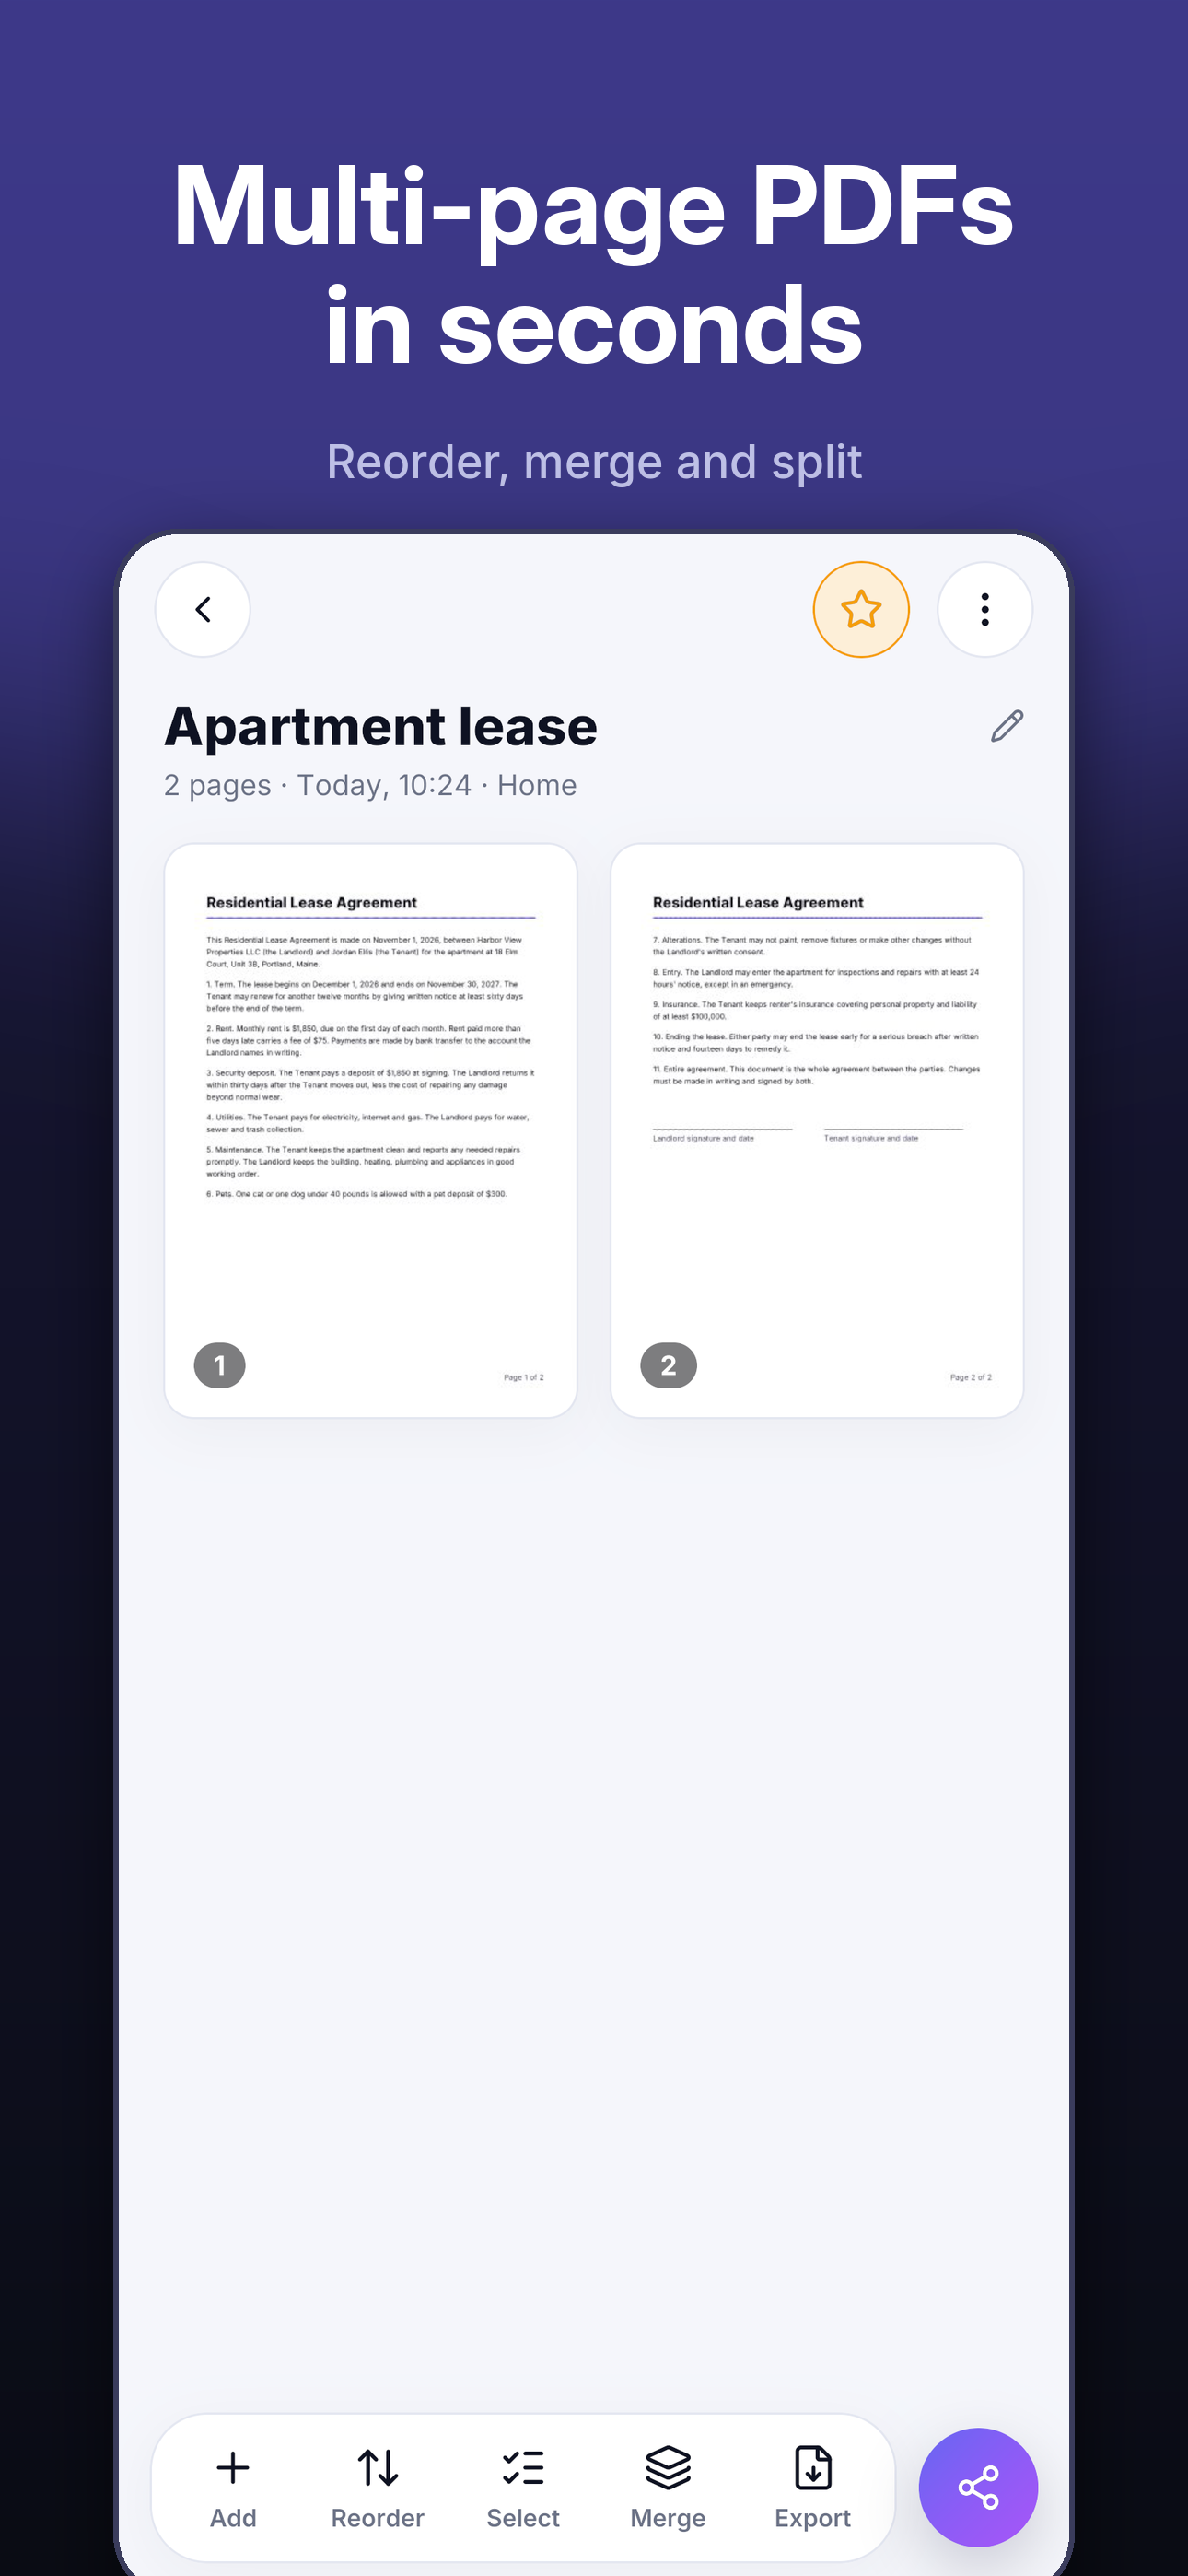 Multi-page PDFs
in seconds
Reorder, merge and split
Apartment lease
2 pages · Today, 10:24 · Home
Residential Lease Agreement
This Residential Lease Agreement is made on November 1, 2026, between Harbor View
Properties LLC (the Landlord) and Jordan Ellis (the Tenant) for the apartment at 18 Elm
Court, Unit 3B, Portland, Maine.
1. Term. The lease begins on December 1, 2026 and ends on November 30, 2027. The
Tenant may renew for another twelve months by giving written notice at least sixty days
before the end of the term.
2. Rent. Monthly rent is $1,850, due on the first day of each month. Rent paid more than
five days late carries a fee of $75. Payments are made by bank transfer to the account the
Landlord names in writing.
3. Security deposit. The Tenant pays a deposit of $1,850 at signing. The Landlord returns it
within thirty days after the Tenant moves out, less the cost of repairing any damage
beyond normal wear.
4. Utilities. The Tenant pays for electricity, internet and gas. The Landlord pays for water,
sewer and trash collection.
5. Maintenance. The Tenant keeps the apartment clean and reports any needed repairs
promptly. The Landlord keeps the building, heating, plumbing and appliances in good
working order.
6. Pets. One cat or one dog under 40 pounds is allowed with a pet deposit of $300.
1
Page 1 of 2
Residential Lease Agreement
7. Alterations. The Tenant may not paint, remove fixtures or make other changes without
the Landlord's written consent.
8. Entry. The Landlord may enter the apartment for inspections and repairs with at least 24
hours' notice, except in an emergency.
9. Insurance. The Tenant keeps renter's insurance covering personal property and liability
of at least $100,000.
10. Ending the lease. Either party may end the lease early for a serious breach after written
notice and fourteen days to remedy it.
11. Entire agreement. This document is the whole agreement between the parties. Changes
must be made in writing and signed by both.
Landlord signature and date
Tenant signature and date
2
Page 2 of 2
Add
Reorder
Select
Merge
Export